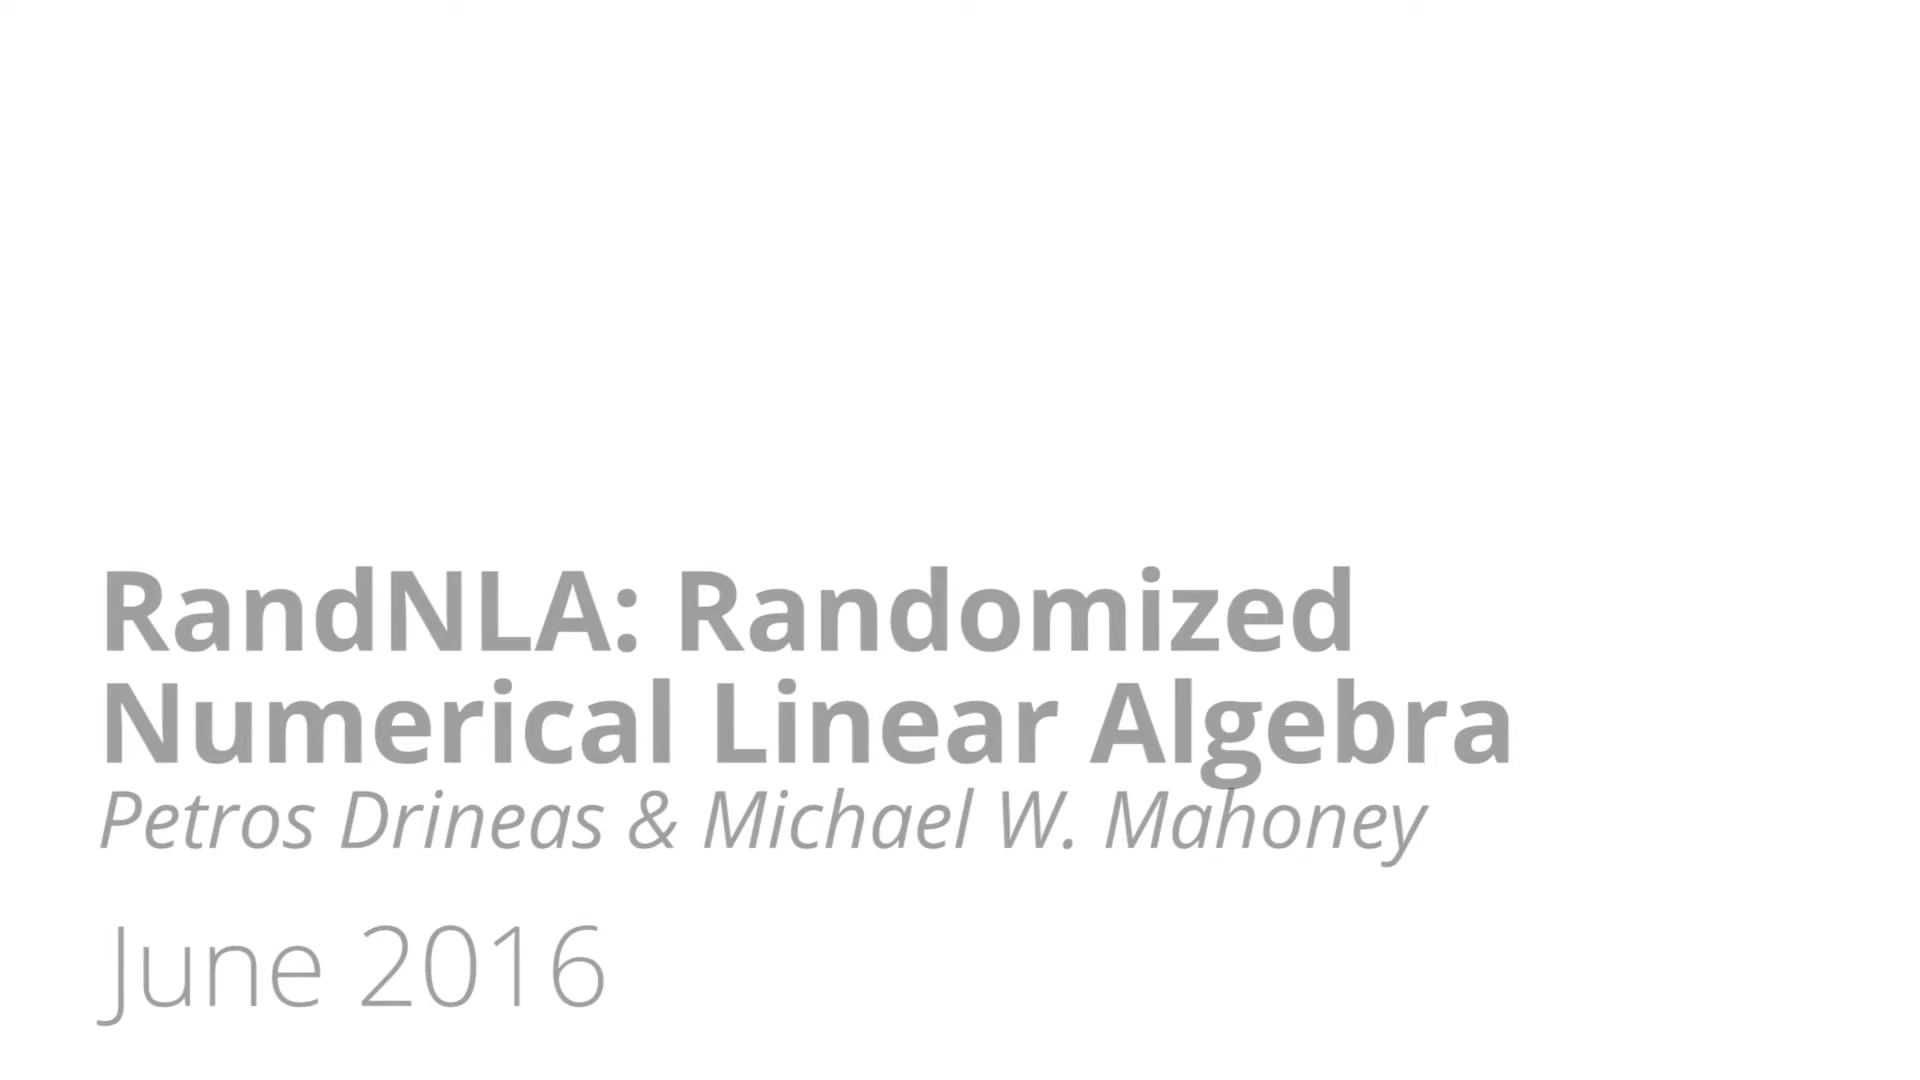 RandNLA: Randomized
Numerical Linear Algebra
Petros Drineas & Michael W. Mahoney
June 2016